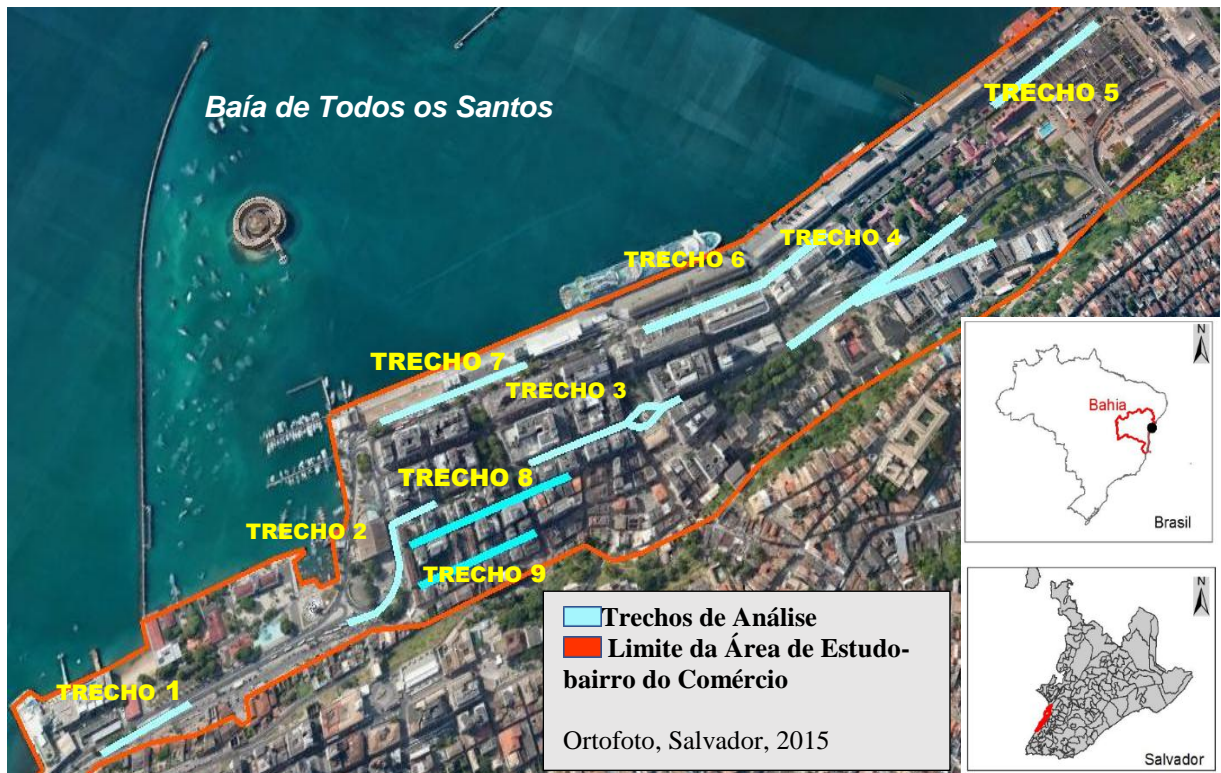 Baía de Todos os Santos
TRECHO 5
TRECHO 4
TRECHO 6
TRECHO 7
TRECHO 3
TRECHO 8
TRECHO 2
TRECHO 9
TRECHO 1
Trechos de Análise
Limite da Área de Estudo-
bairro do Comércio
Ortofoto, Salvador, 2015
N
Bahia
Brasil
N
Salvador